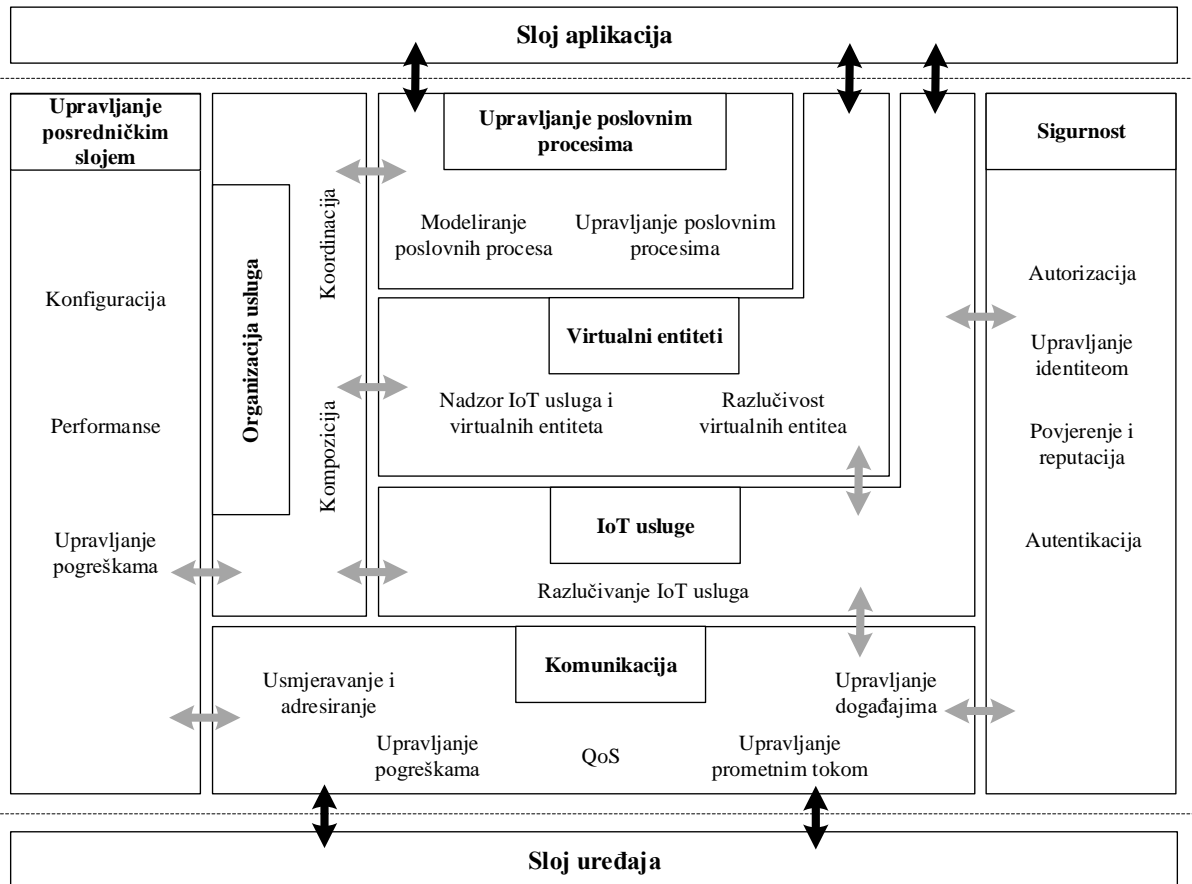 Sloj aplikacija
Upravljanje
posredničkim
slojem
Konfiguracija
Performanse
Upravljanje
pogreškama
Organizacija usluga
Koordinacija
Kompozicija
Upravljanje poslovnim
procesima
Modeliranje
poslovnih procesa
Upravljanje poslovnim
procesima
Virtualni entiteti
Nadzor IoT usluga i
virtualnih entiteta
Razlučivost
virtualnih entitea
IoT usluge
Razlučivanje IoT usluga
Komunikacija
Usmjeravanje i
adresiranje
Upravljanje
pogreškama
QoS
Upravljanje
prometnim tokom
Upravljanje
događajima
Sigurnost
Autorizacija
Upravljanje
identiteom
Povjerenje i
reputacija
Autentikacija
Sloj uređaja